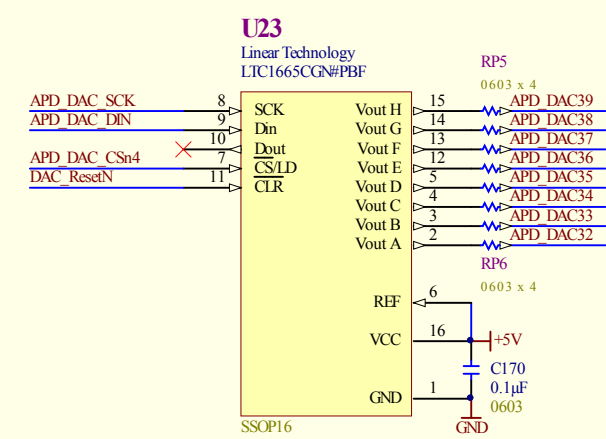 U23
Linear Technology
LTC1665CGN#PBF
RP5
0603 x 4
APD_DAC_SCK 8 SCK Vout H 15 APD_DAC39
APD_DAC_DIN 9 Din Vout G 14 APD_DAC38
10 Dout Vout F 13 APD_DAC37
APD_DAC_CSn4 7 CS/LD Vout E 12 APD_DAC36
DAC_ResetN 11 CLR Vout D 5 APD_DAC35
Vout C 4 APD_DAC34
Vout B 3 APD_DAC33
Vout A 2 APD_DAC32
RP6
0603 x 4
REF 6
VCC 16 +5V
C170
0.1µF
GND 1
0603
SSOP16 GND